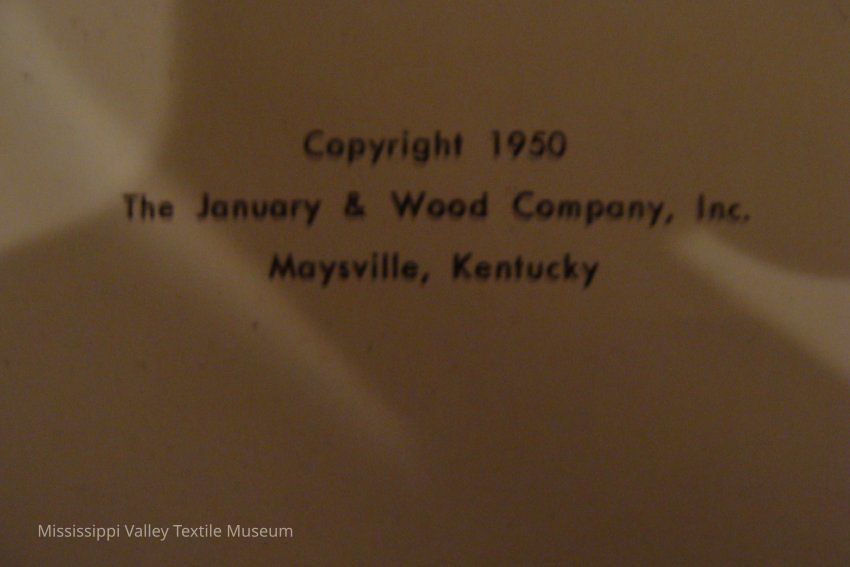 Copyright 1950
The January & Wood Company, Inc.
Maysville, Kentucky
Mississippi Valley Textile Museum